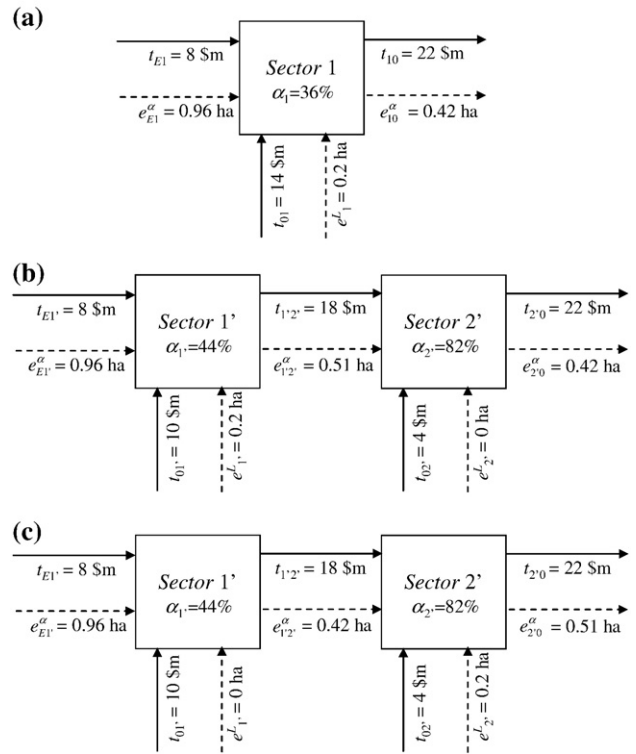 (a)
t_E1 = 8 $m
Sector 1
t_10 = 22 $m
α_1=36%
e^α_E1 = 0.96 ha
e^α_10 = 0.42 ha
t_01 = 14 $m
e^L_1 = 0.2 ha
(b)
t_E1' = 8 $m
Sector 1'
t_1'2' = 18 $m
Sector 2'
t_2'0 = 22 $m
α_1'=44%
α_2'=82%
e^α_E1' = 0.96 ha
e^α_1'2' = 0.51 ha
e^α_2'0 = 0.42 ha
t_01' = 10 $m
e^L_1' = 0.2 ha
t_02' = 4 $m
e^L_2' = 0 ha
(c)
t_E1' = 8 $m
Sector 1'
t_1'2' = 18 $m
Sector 2'
t_2'0 = 22 $m
α_1'=44%
α_2'=82%
e^α_E1' = 0.96 ha
e^α_1'2' = 0.42 ha
e^α_2'0 = 0.51 ha
t_01' = 10 $m
e^L_1' = 0 ha
t_02' = 4 $m
e^L_2' = 0.2 ha